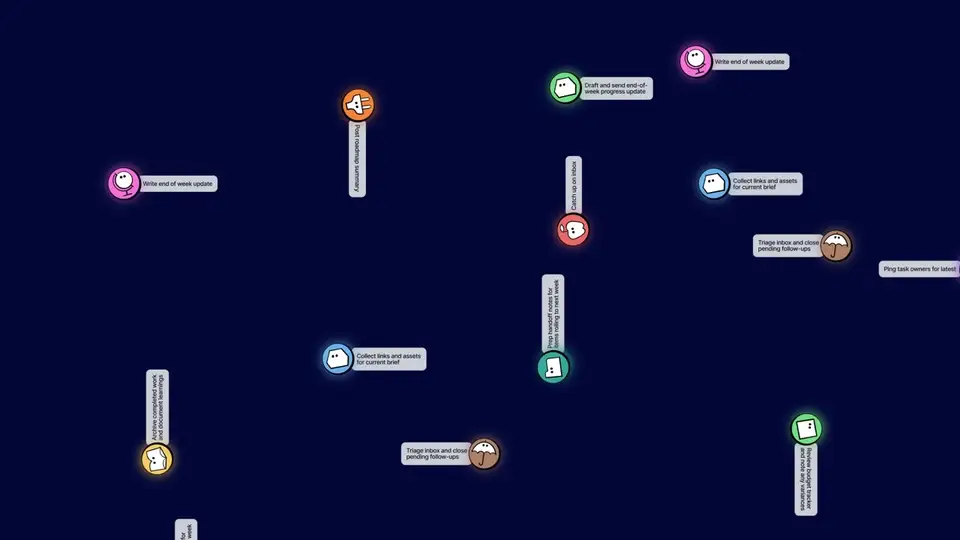 Write end of week update
Draft and send end-of-
week progress update
Post roadmap summary
Catch up on inbox
Write end of week update
Collect links and assets
for current brief
Triage inbox and close
pending follow-ups
Ping task owners for latest
Prep handoff notes for
items rolling to next week
Collect links and assets
for current brief
Archive completed work
and document learnings
Triage inbox and close
pending follow-ups
Review budget tracker
and note any variances
for
week